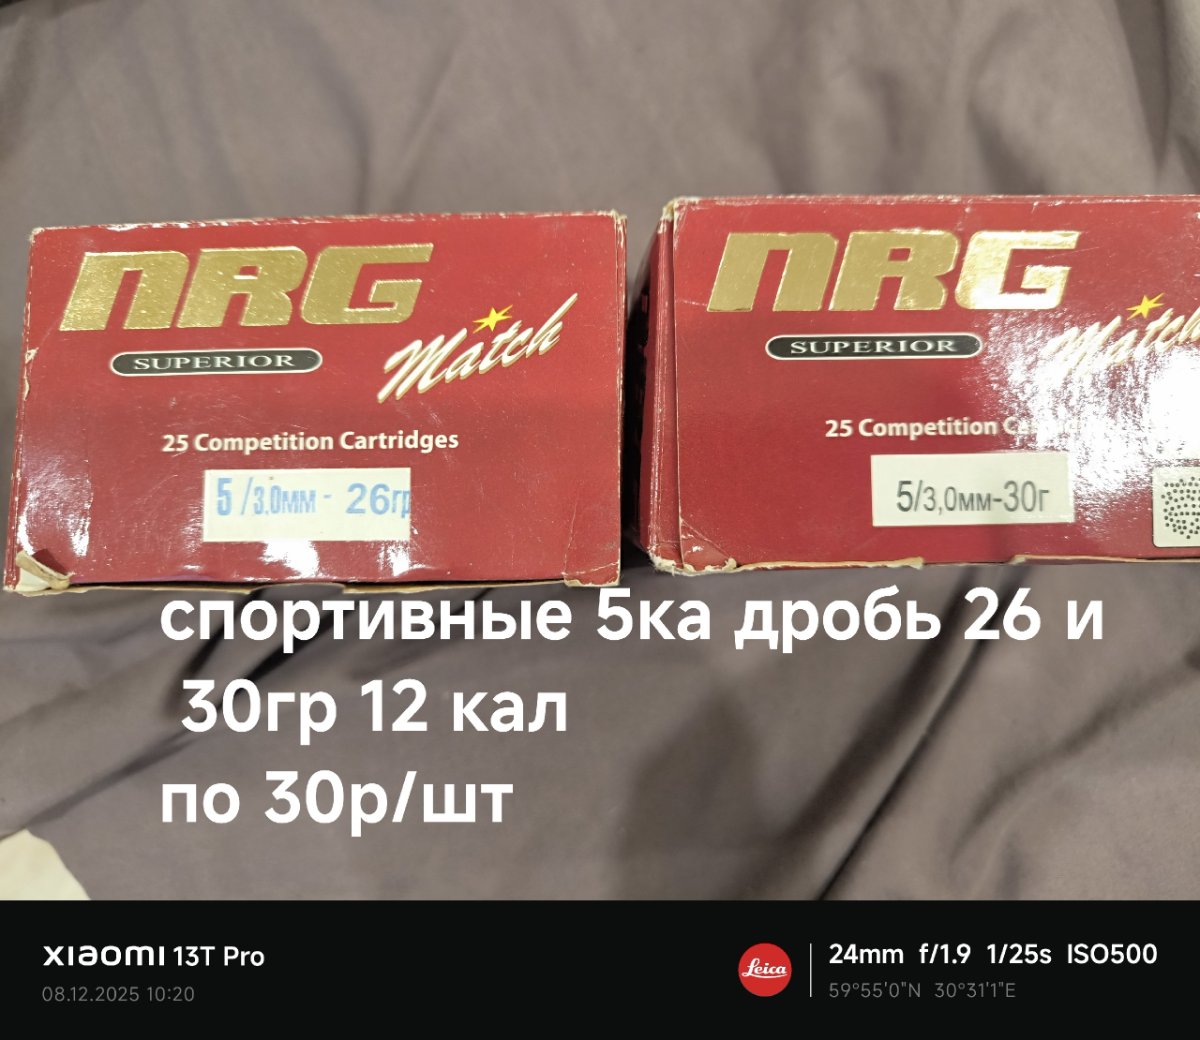 NRG
SUPERIOR
Match
25 Competition Cartridges
5/3,0мм - 26гр
NRG
SUPERIOR
Match
25 Competition
5/3,0мм-30г
спортивные 5ка дробь 26 и
30гр 12 кал
по 30р/шт
XIAOMI 13T Pro
08.12.2025 10:20
Leica
24mm f/1.9 1/25s ISO500
59°55'0"N 30°31'1"E